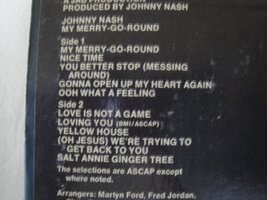 A JAD PRODUCTION
PRODUCED BY JOHNNY NASH
JOHNNY NASH
MY MERRY-GO-ROUND
Side 1
MY MERRY-GO-ROUND
NICE TIME
YOU BETTER STOP (MESSING
AROUND)
GONNA OPEN UP MY HEART AGAIN
OOH WHAT A FEELING
Side 2
LOVE IS NOT A GAME
LOVING YOU (BMI/ASCAP)
YELLOW HOUSE
(OH JESUS) WE'RE TRYING TO
GET BACK TO YOU
SALT ANNIE GINGER TREE
The selections are ASCAP except
where noted.
Arrangers: Martyn Ford, Fred Jordan,